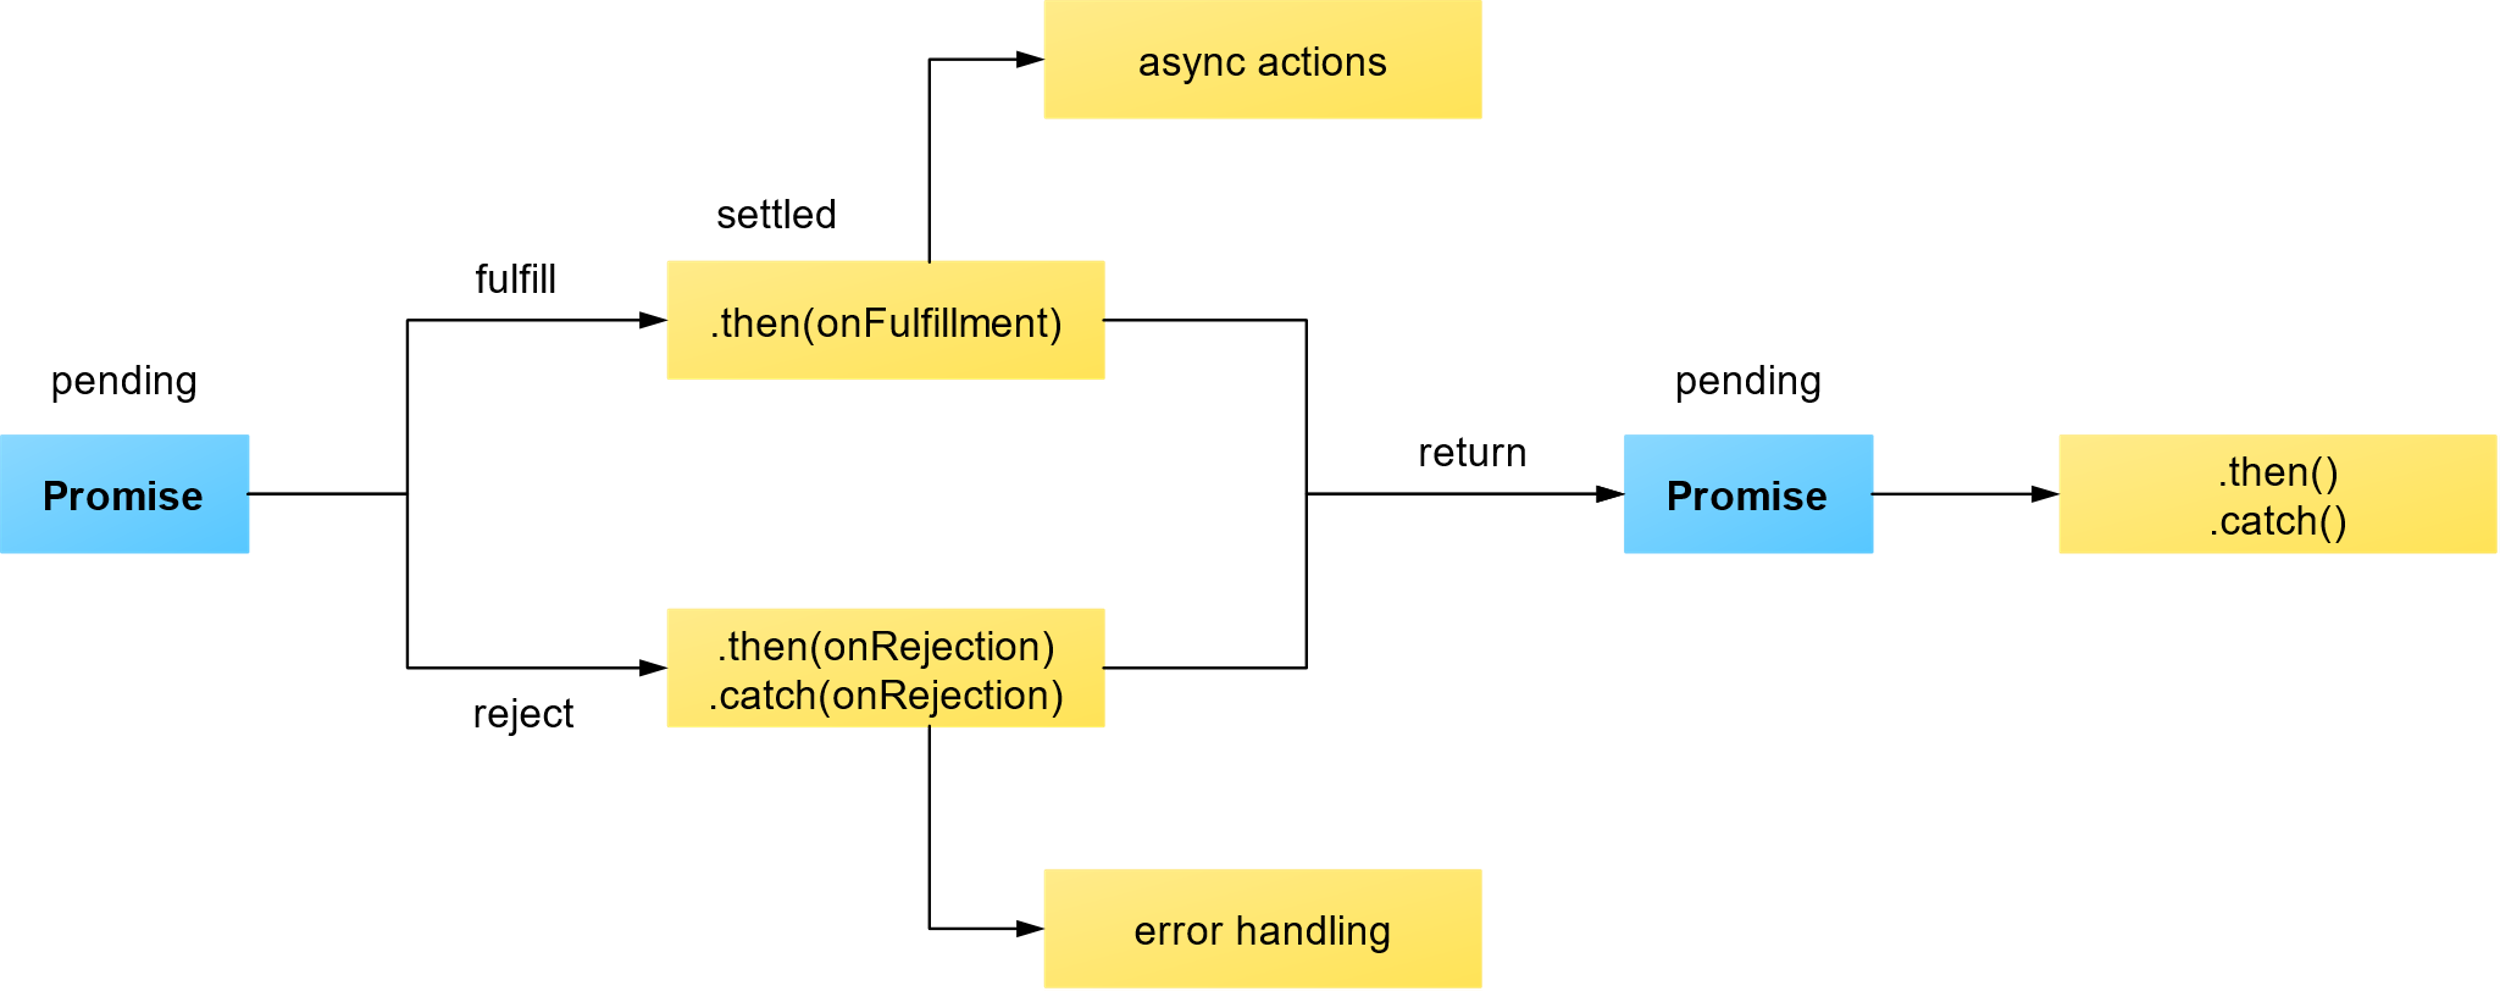 async actions
settled
fulfill
.then(onFulfillment)
pending
Promise
return
pending
Promise
.then()
.catch()
.then(onRejection)
.catch(onRejection)
reject
error handling